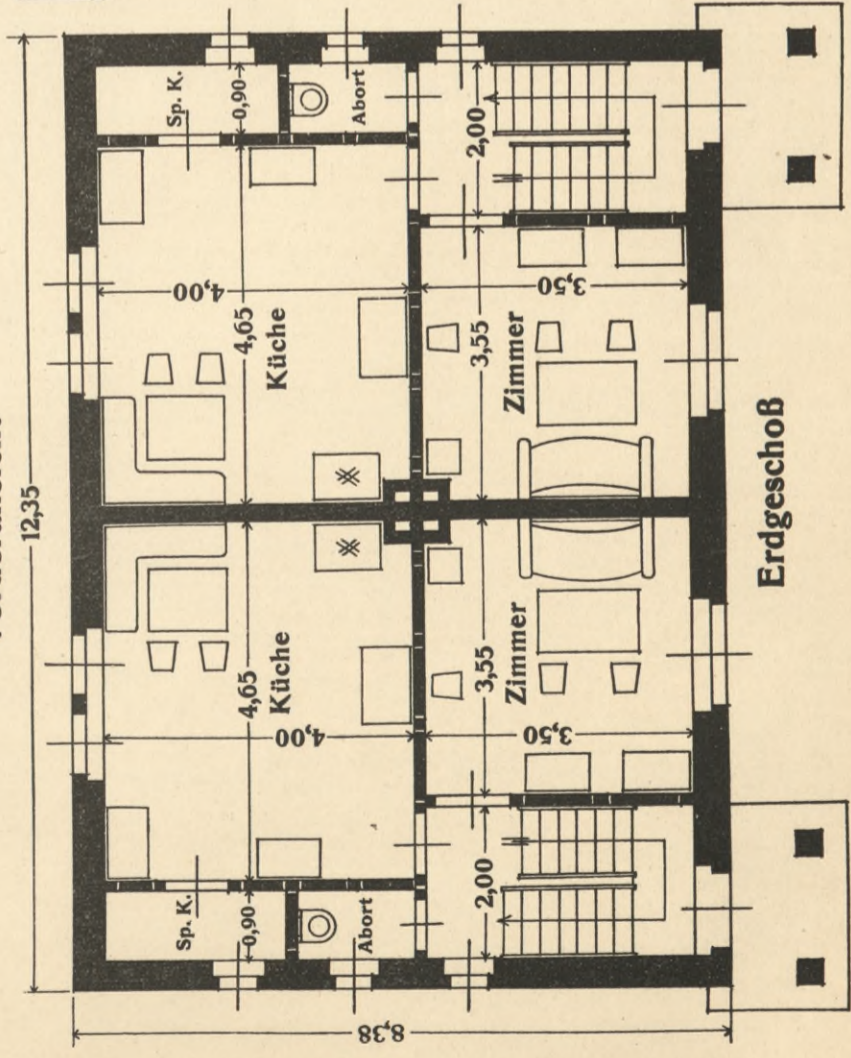 12,35
Sp. K.
Sp. K.
0,90
4,65
4,65
0,90
Küche
Küche
4,00
4,00
Abort
Abort
8,38
2,00
3,55
3,55
2,00
Zimmer
Zimmer
3,50
3,50
Erdgeschoß